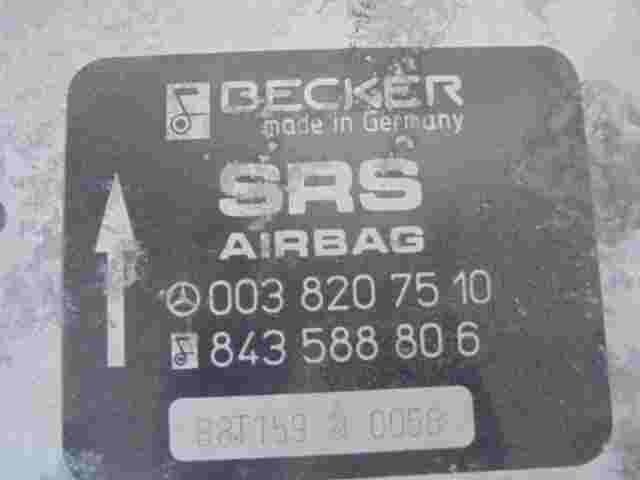 BECKER
made in Germany
SRS
AIRBAG
003 820 75 10
843 588 80 6